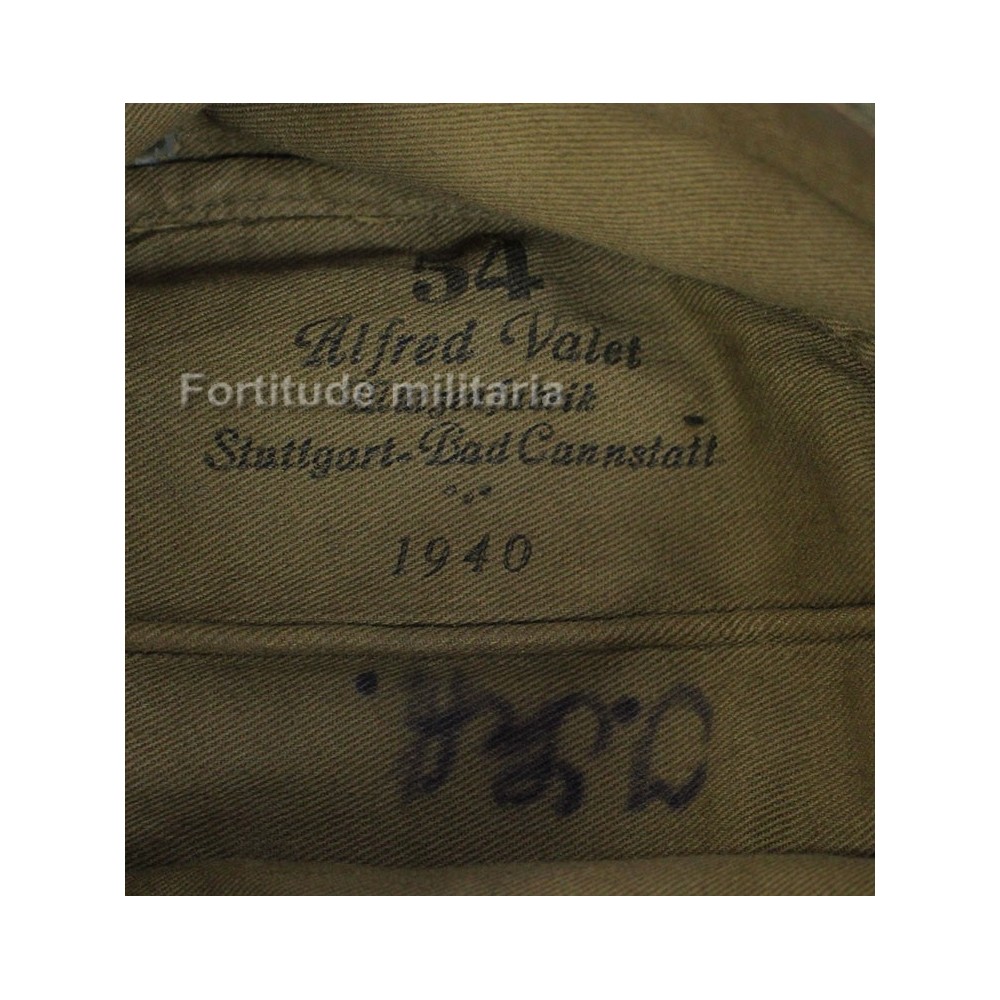 54
Alfred Valet
Fortitude militaria
Stuttgart-Bad Cannstatt
1940